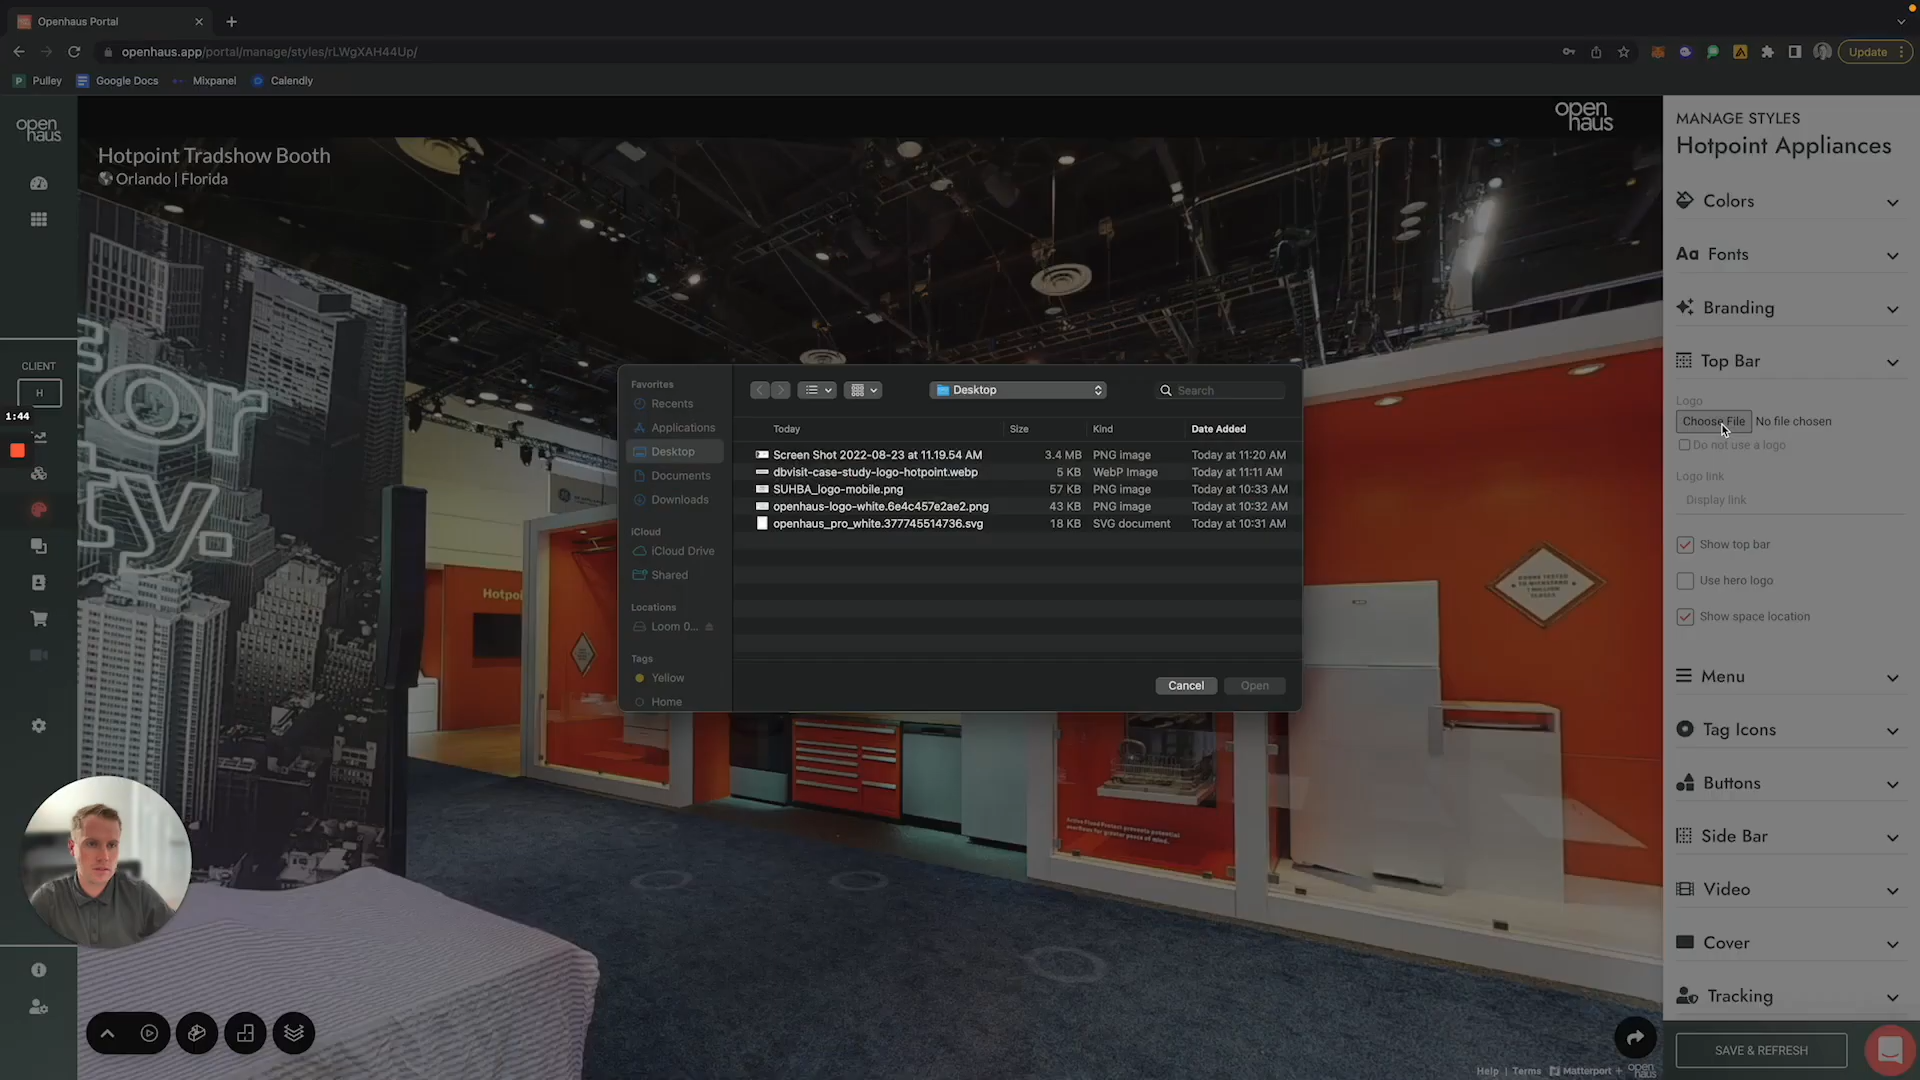 Openhaus Portal
openhaus.app/portal/manage/styles/rLWgXAH44Up/
Update
Pulley
Google Docs
Mixpanel
Calendly
open
haus
CLIENT
H
1:44
Hotpoint Tradshow Booth
Orlando | Florida
open
haus
for
ty.
Hotpoi
Favorites
Recents
Applications
Desktop
Documents
Downloads
iCloud
iCloud Drive
Shared
Locations
Loom 0...
Tags
Yellow
Home
Desktop
Search
Today Size Kind Date Added
Screen Shot 2022-08-23 at 11.19.54 AM 3.4 MB PNG image Today at 11:20 AM
dbvisit-case-study-logo-hotpoint.webp 5 KB WebP Image Today at 11:11 AM
SUHBA_logo-mobile.png 57 KB PNG image Today at 10:33 AM
openhaus-logo-white.6e4c457e2ae2.png 43 KB PNG image Today at 10:32 AM
openhaus_pro_white.377745514736.svg 18 KB SVG document Today at 10:31 AM
Cancel
Open
MANAGE STYLES
Hotpoint Appliances
Colors
Aa Fonts
Branding
Top Bar
Logo
Choose File No file chosen
Do not use a logo
Logo link
Display link
Show top bar
Use hero logo
Show space location
Menu
Tag Icons
Buttons
Side Bar
Video
Cover
Tracking
SAVE & REFRESH
Help | Terms Matterport + open
haus